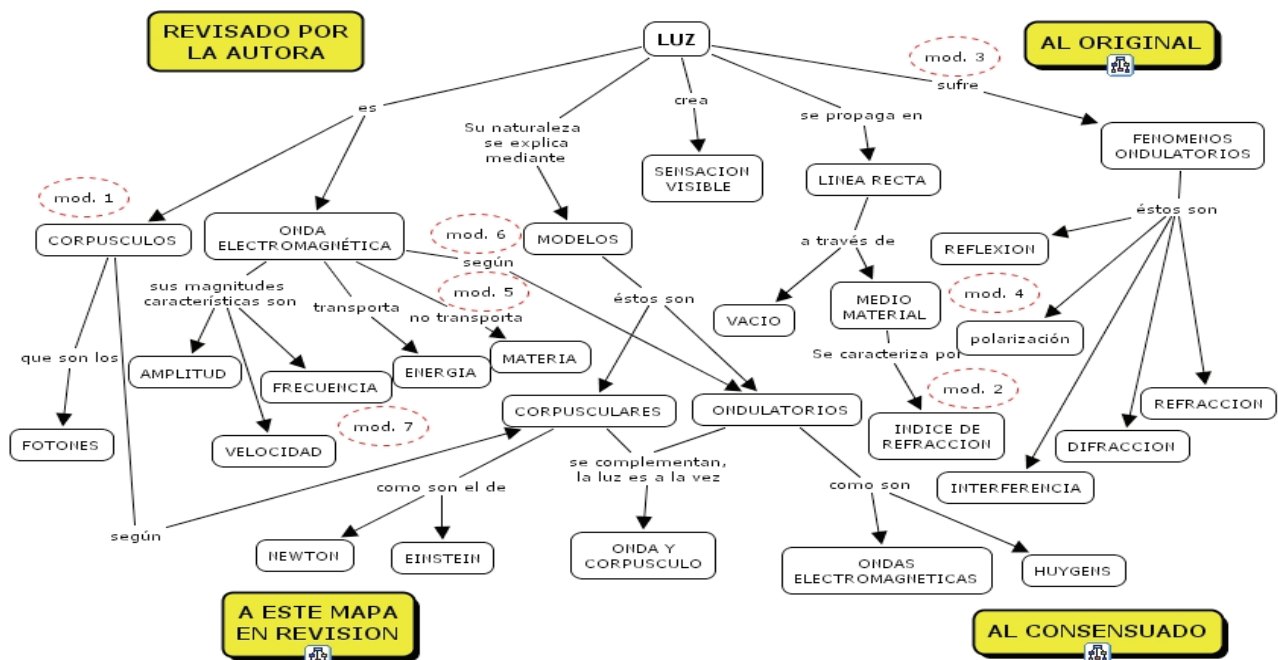 REVISADO POR
LA AUTORA
LUZ
AL ORIGINAL
mod. 3
sufre
es
crea
Su naturaleza
se explica
mediante
se propaga en
FENOMENOS
ONDULATORIOS
SENSACION
VISIBLE
LINEA RECTA
mod. 1
CORPUSCULOS
ONDA
ELECTROMAGNÉTICA
mod. 6
según
MODELOS
éstos son
REFLEXION
a través de
sus magnitudes
características son
transporta
mod. 5
no transporta
éstos son
VACIO
MEDIO
MATERIAL
mod. 4
polarización
que son los
AMPLITUD
FRECUENCIA
ENERGIA
MATERIA
Se caracteriza por
mod. 2
REFRACCION
CORPUSCULARES
ONDULATORIOS
INDICE DE
REFRACCION
FOTONES
VELOCIDAD
mod. 7
DIFRACCION
se complementan,
la luz es a la vez
como son el de
como son
INTERFERENCIA
según
NEWTON
EINSTEIN
ONDA Y
CORPUSCULO
ONDAS
ELECTROMAGNETICAS
HUYGENS
A ESTE MAPA
EN REVISION
AL CONSENSUADO